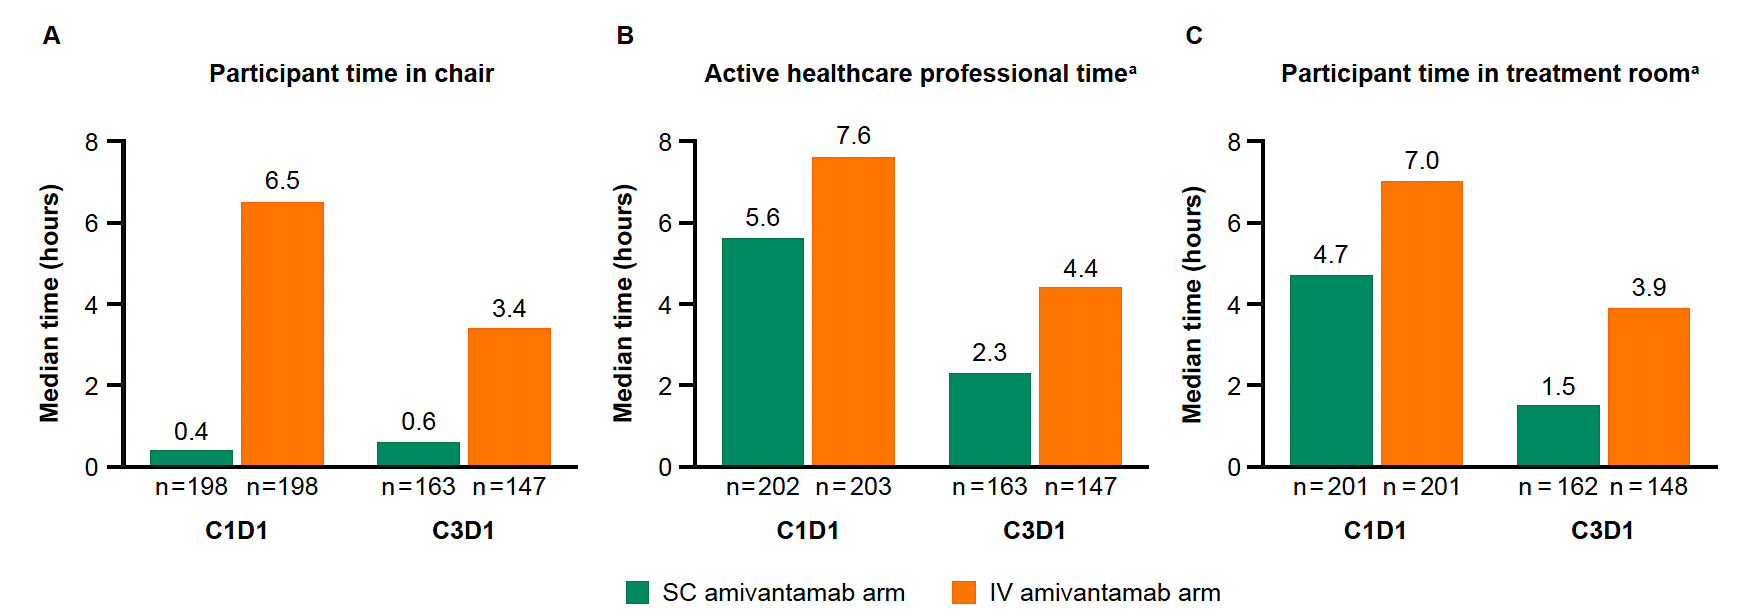 A
Participant time in chair
Median time (hours)
8
6
4
2
0
0.4
6.5
0.6
3.4
n=198 n=198 n=163 n=147
C1D1 C3D1
B
Active healthcare professional timeᵃ
Median time (hours)
8
6
4
2
0
5.6
7.6
2.3
4.4
n=202 n=203 n=163 n=147
C1D1 C3D1
C
Participant time in treatment roomᵃ
Median time (hours)
8
6
4
2
0
4.7
7.0
1.5
3.9
n=201 n=201 n=162 n=148
C1D1 C3D1
SC amivantamab arm IV amivantamab arm